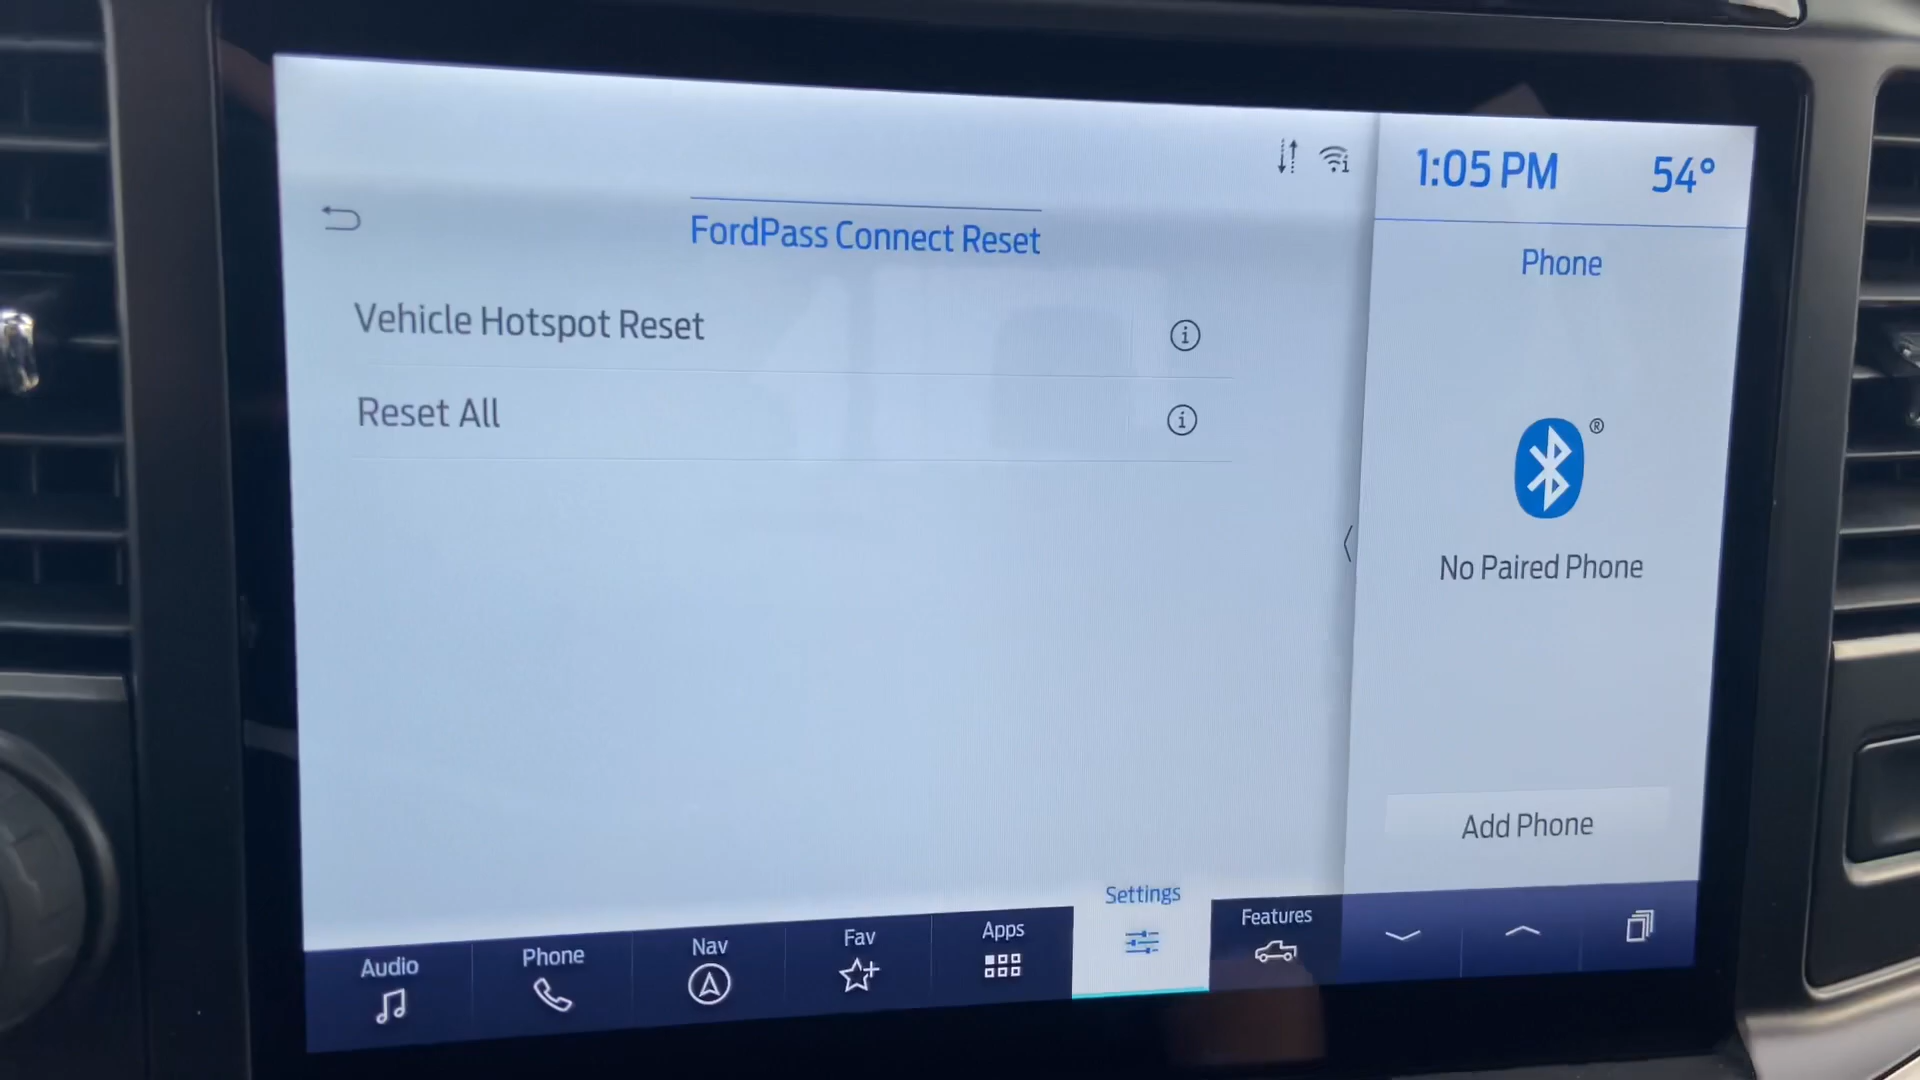 1:05 PM 54°
FordPass Connect Reset
Vehicle Hotspot Reset
Reset All
Phone
®
No Paired Phone
Add Phone
Audio
Phone
Nav
Fav
Apps
Settings
Features